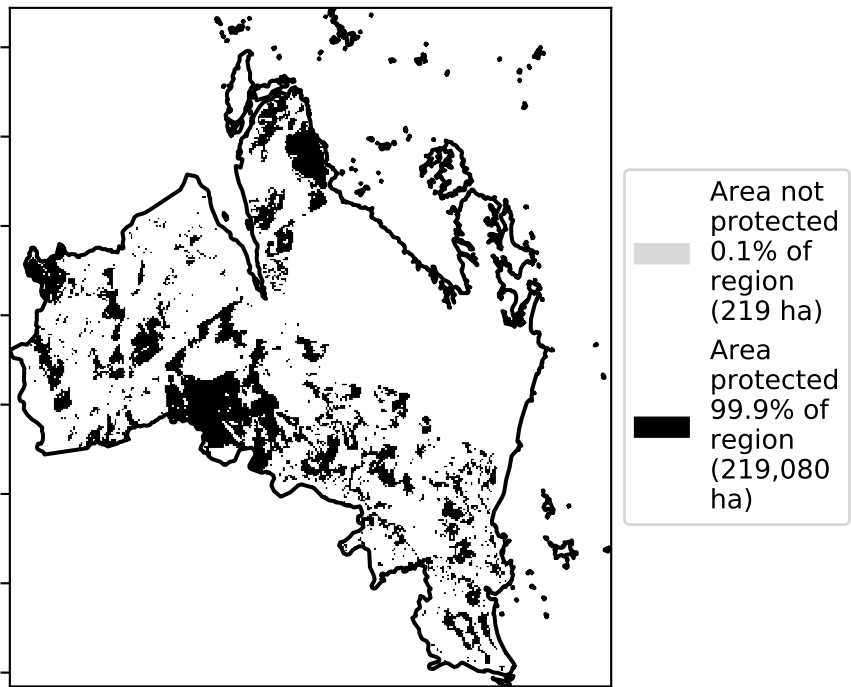 Area not
protected
0.1% of
region
(219 ha)
Area
protected
99.9% of
region
(219,080
ha)